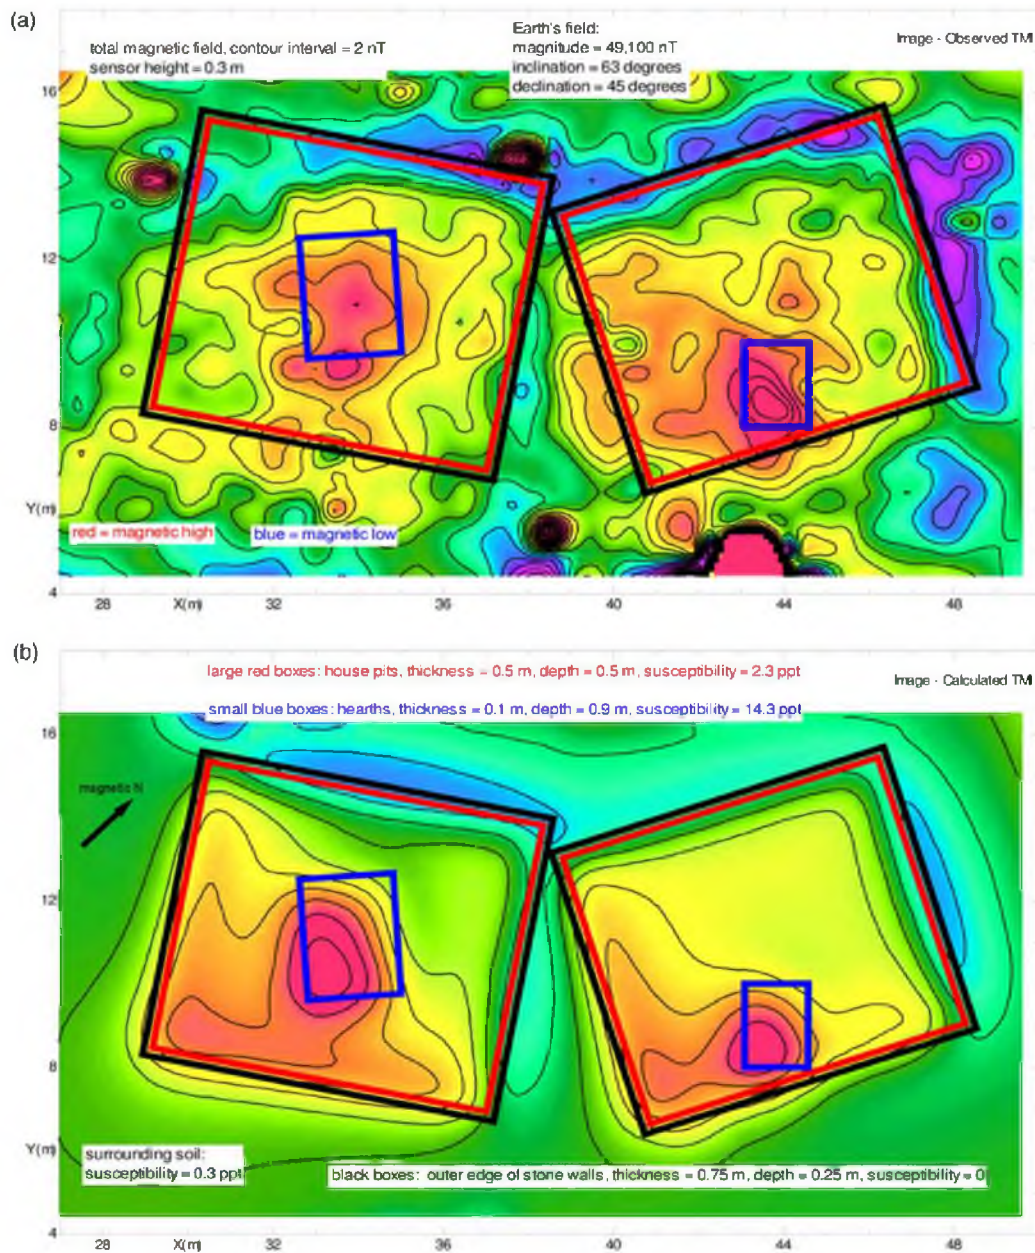 (a)
total magnetic field, contour interval = 2 nT
sensor height = 0.3 m
Earth's field:
magnitude = 49,100 nT
inclination = 63 degrees
declination = 45 degrees
Image - Observed TMI
16
12
8
Y(m)
red = magnetic high
blue = magnetic low
4
28 X(m) 32 36 40 44 48
(b)
large red boxes: house pits, thickness = 0.5 m, depth = 0.5 m, susceptibility = 2.3 ppt
Image - Calculated TMI
small blue boxes: hearths, thickness = 0.1 m, depth = 0.9 m, susceptibility = 14.3 ppt
16
magnetic N
12
8
Y(m)
surrounding soil:
susceptibility = 0.3 ppt
black boxes: outer edge of stone walls, thickness = 0.75 m, depth = 0.25 m, susceptibility = 0
4
28 X(m) 32 36 40 44 48